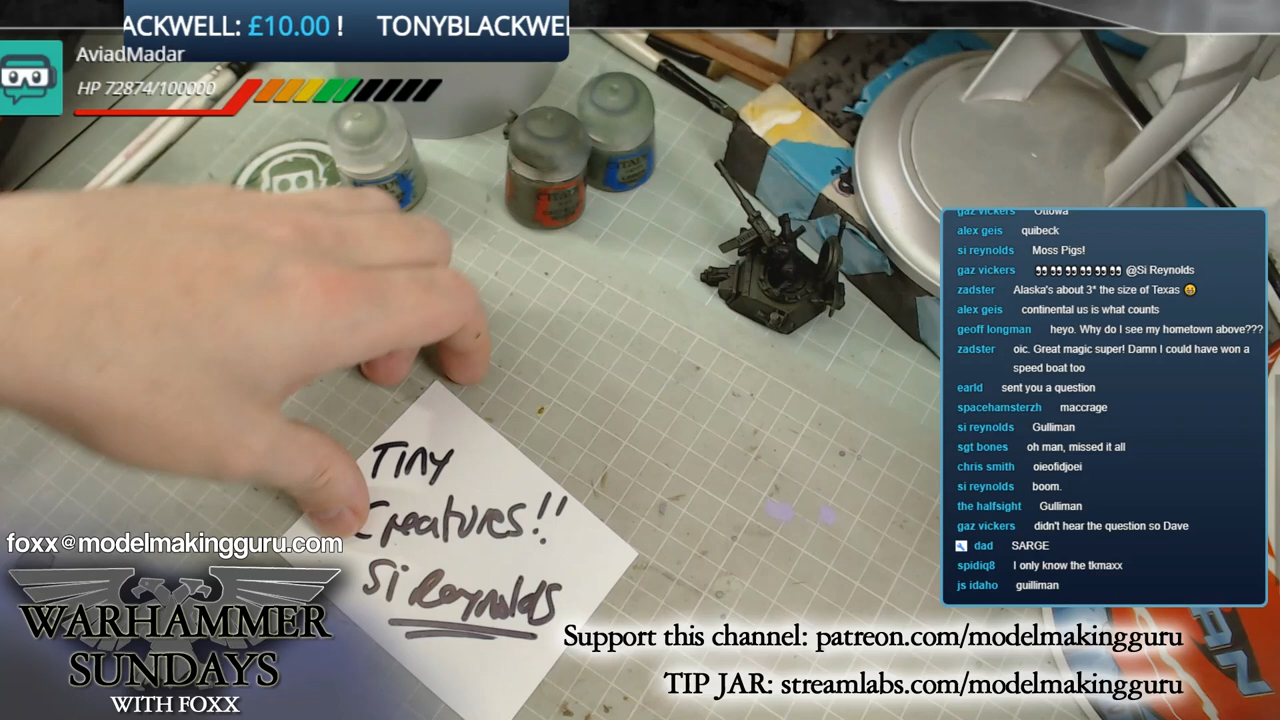 ACKWELL: £10.00 ! TONYBLACKWE
AviadMadar
HP 72874/100000
gaz vickers Ottowa
alex geis quibeck
si reynolds Moss Pigs!
gaz vickers 👀👀👀👀👀👀 @Si Reynolds
zadster Alaska's about 3* the size of Texas 😀
alex geis continental us is what counts
geoff longman heyo. Why do I see my hometown above???
zadster oic. Great magic super! Damn I could have won a
speed boat too
earld sent you a question
spacehamsterzh maccrage
si reynolds Gulliman
sgt bones oh man, missed it all
chris smith oieofidjoei
si reynolds boom.
the halfsight Gulliman
gaz vickers didn't hear the question so Dave
dad SARGE
spidiq8 I only know the tkmaxx
js idaho guilliman
Tiny
Creatures!!
Si Reynolds
foxx@modelmakingguru.com
WARHAMMER
SUNDAYS
WITH FOXX
Support this channel: patreon.com/modelmakingguru
TIP JAR: streamlabs.com/modelmakingguru